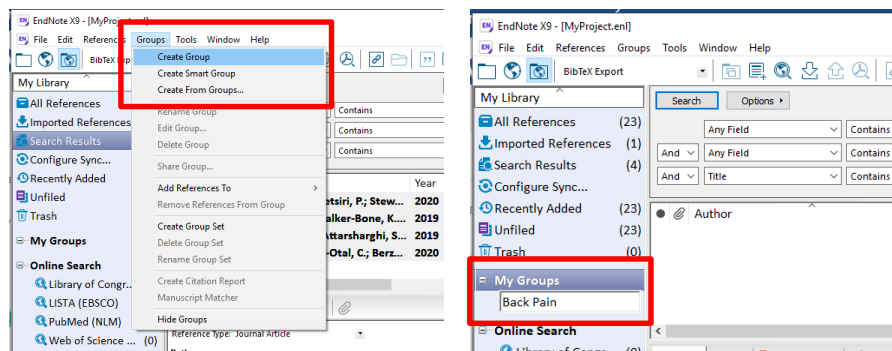 EndNote X9 - [MyProject.enl]
File Edit References Groups Tools Window Help
BibTeX Exp
My Library
All References
Imported References
Search Results
Configure Sync...
Recently Added
Unfiled
Trash
My Groups
Online Search
Library of Congr...
LISTA (EBSCO)
PubMed (NLM)
Web of Science ... (0)
Create Group
Create Smart Group
Create From Groups...
Rename Group
Edit Group...
Delete Group
Share Group...
Add References To
Remove References From Group
Create Group Set
Delete Group Set
Rename Group Set
Create Citation Report
Manuscript Matcher
Hide Groups
Contains
Contains
Contains
Year
etsiri, P.; Stew... 2020
alker-Bone, K.... 2019
Attarsharghi, S... 2019
-Otal, C.; Berz... 2020
Reference Type: Journal Article
EndNote X9 - [MyProject.enl]
File Edit References Groups Tools Window Help
BibTeX Export
My Library
All References (23)
Imported References (1)
Search Results (4)
Configure Sync...
Recently Added (23)
Unfiled (23)
Trash (0)
My Groups
Back Pain
Online Search
Search Options
Any Field Contains
And Any Field Contains
And Title Contains
Author